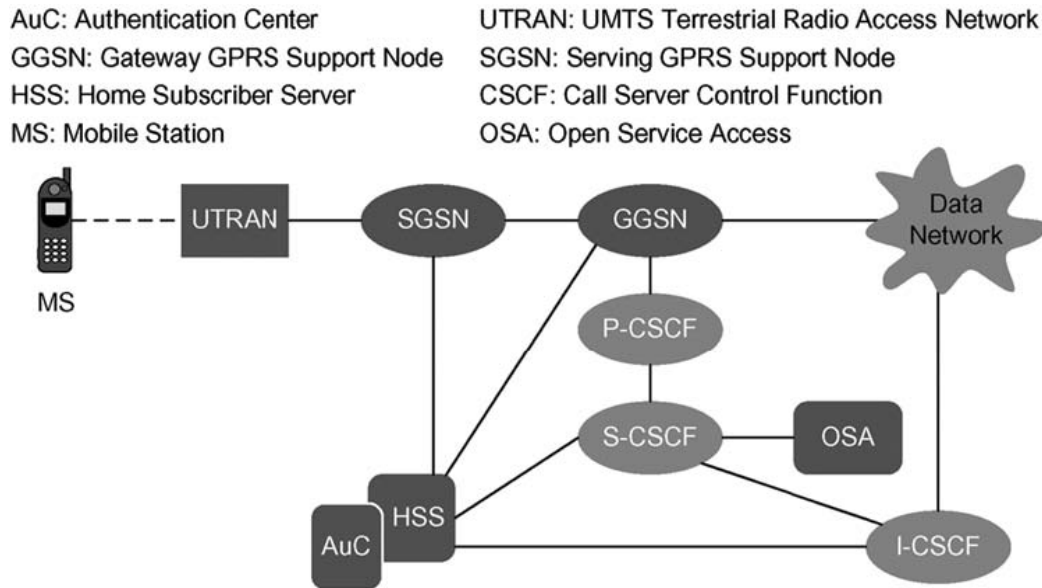 AuC: Authentication Center
GGSN: Gateway GPRS Support Node
HSS: Home Subscriber Server
MS: Mobile Station
UTRAN: UMTS Terrestrial Radio Access Network
SGSN: Serving GPRS Support Node
CSCF: Call Server Control Function
OSA: Open Service Access
UTRAN
SGSN
GGSN
Data
Network
MS
P-CSCF
S-CSCF
OSA
HSS
AuC
I-CSCF